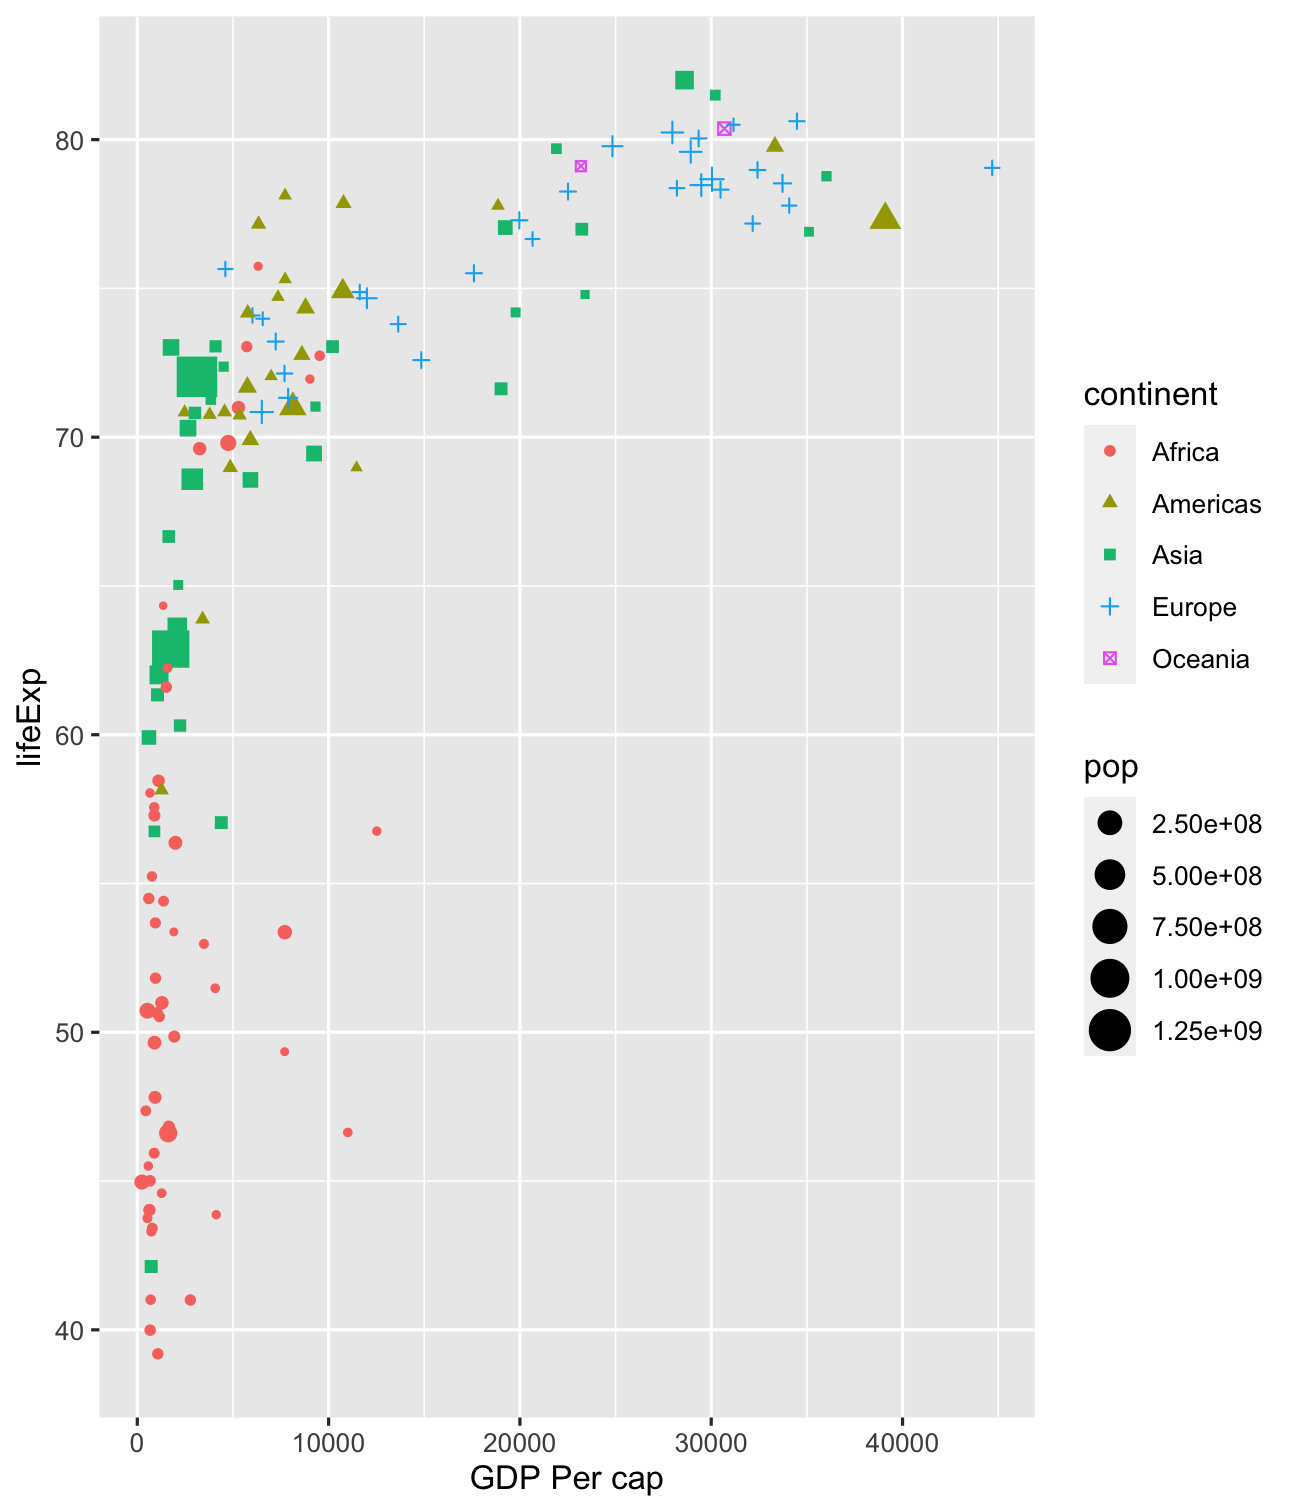 80
70
60
50
40
lifeExp
0 10000 20000 30000 40000
GDP Per cap
continent
Africa
Americas
Asia
Europe
Oceania
pop
2.50e+08
5.00e+08
7.50e+08
1.00e+09
1.25e+09